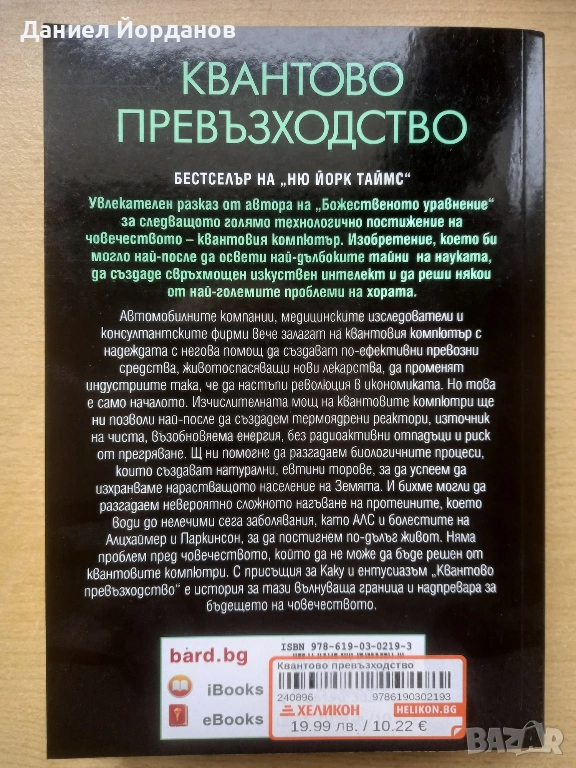 Даниел Йорданов
КВАНТОВО
ПРЕВЪЗХОДСТВО
БЕСТСЕЛЪР НА „НЮ ЙОРК ТАЙМС“
Увлекателен разказ от автора на „Божественото уравнение“
за следващото голямо технологично постижение на
човечеството – квантовия компютър. Изобретение, което би
могло най-после да освети най-дълбоките тайни на науката,
да създаде свръхмощен изкуствен интелект и да реши някои
от най-големите проблеми на хората.
Автомобилните компании, медицинските изследователи и
консултантските фирми вече залагат на квантовия компютър с
надеждата с негова помощ да създават по-ефективни превозни
средства, животоспасяващи нови лекарства, да променят
индустриите така, че да настъпи революция в икономиката. Но това
е само началото. Изчислителната мощ на квантовите компютри ще
ни позволи най-после да създадем термоядрени реактори, източник
на чиста, възобновяема енергия, без радиоактивни отпадъци и риск
от прегряване. Щ ни помогне да разгадаем биологичните процеси,
които създават натурални, евтини торове, за да успеем да
изхранваме нарастващото население на Земята. И бихме могли да
разгадаем невероятно сложното нагъване на протеините, което
води до нелечими сега заболявания, като АЛС и болестите на
Алцхаймер и Паркинсон, за да постигнем по-дълъг живот. Няма
проблем пред човечеството, който да не може да бъде решен от
квантовите компютри. С присъщия за Каку и ентусиазъм „Квантово
превъзходство“ е история за тази вълнуваща граница и надпревара за
бъдещето на човечеството.
bard.bg
iBooks
eBooks
ISBN 978-619-03-0219-3
Квантово превъзходство
240896 9786190302193
ХЕЛИКОН HELIKON.BG
19.99 лв. / 10.22 €
BAZAR